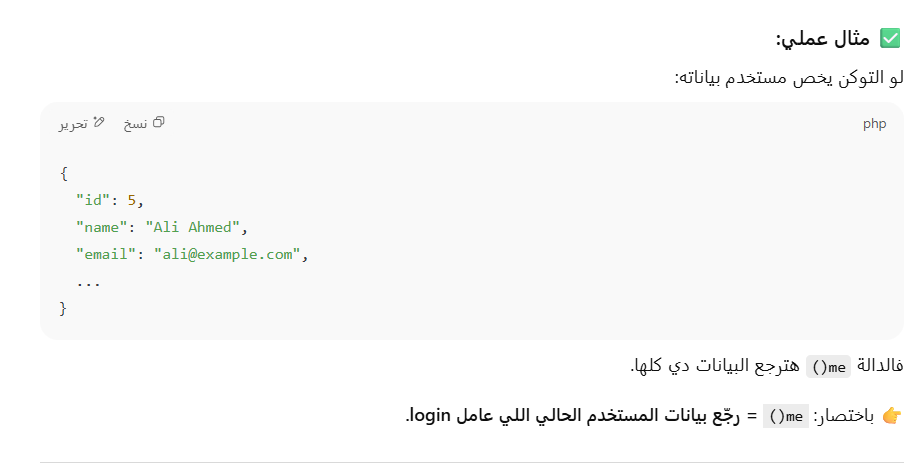 ✅ مثال عملي:
لو التوكن يخص مستخدم بياناته:
php
نسخ تحرير
{
"id": 5,
"name": "Ali Ahmed",
"email": "ali@example.com",
...
}
فالدالة me() هترجع البيانات دي كلها.
👉 باختصار: me() = رجّع بيانات المستخدم الحالي اللي عامل login.